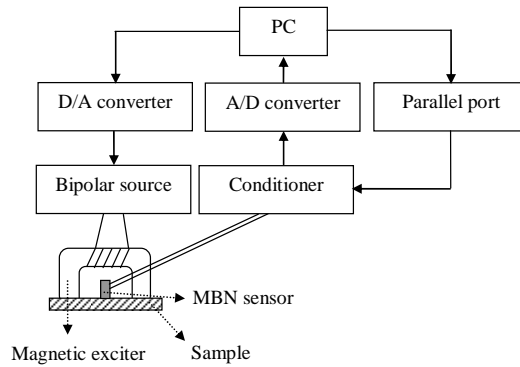 PC
D/A converter
A/D converter
Parallel port
Bipolar source
Conditioner
MBN sensor
Magnetic exciter
Sample